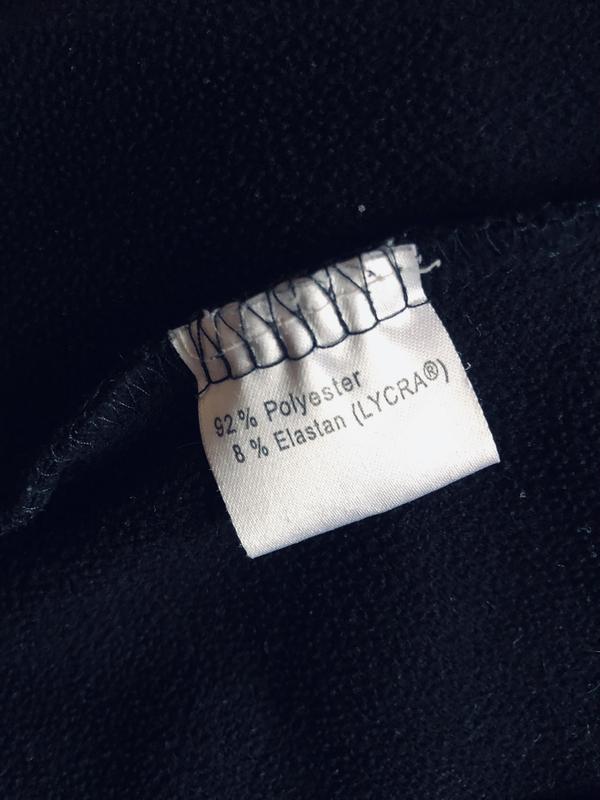 92% Polyester
8 % Elastan (LYCRA®)